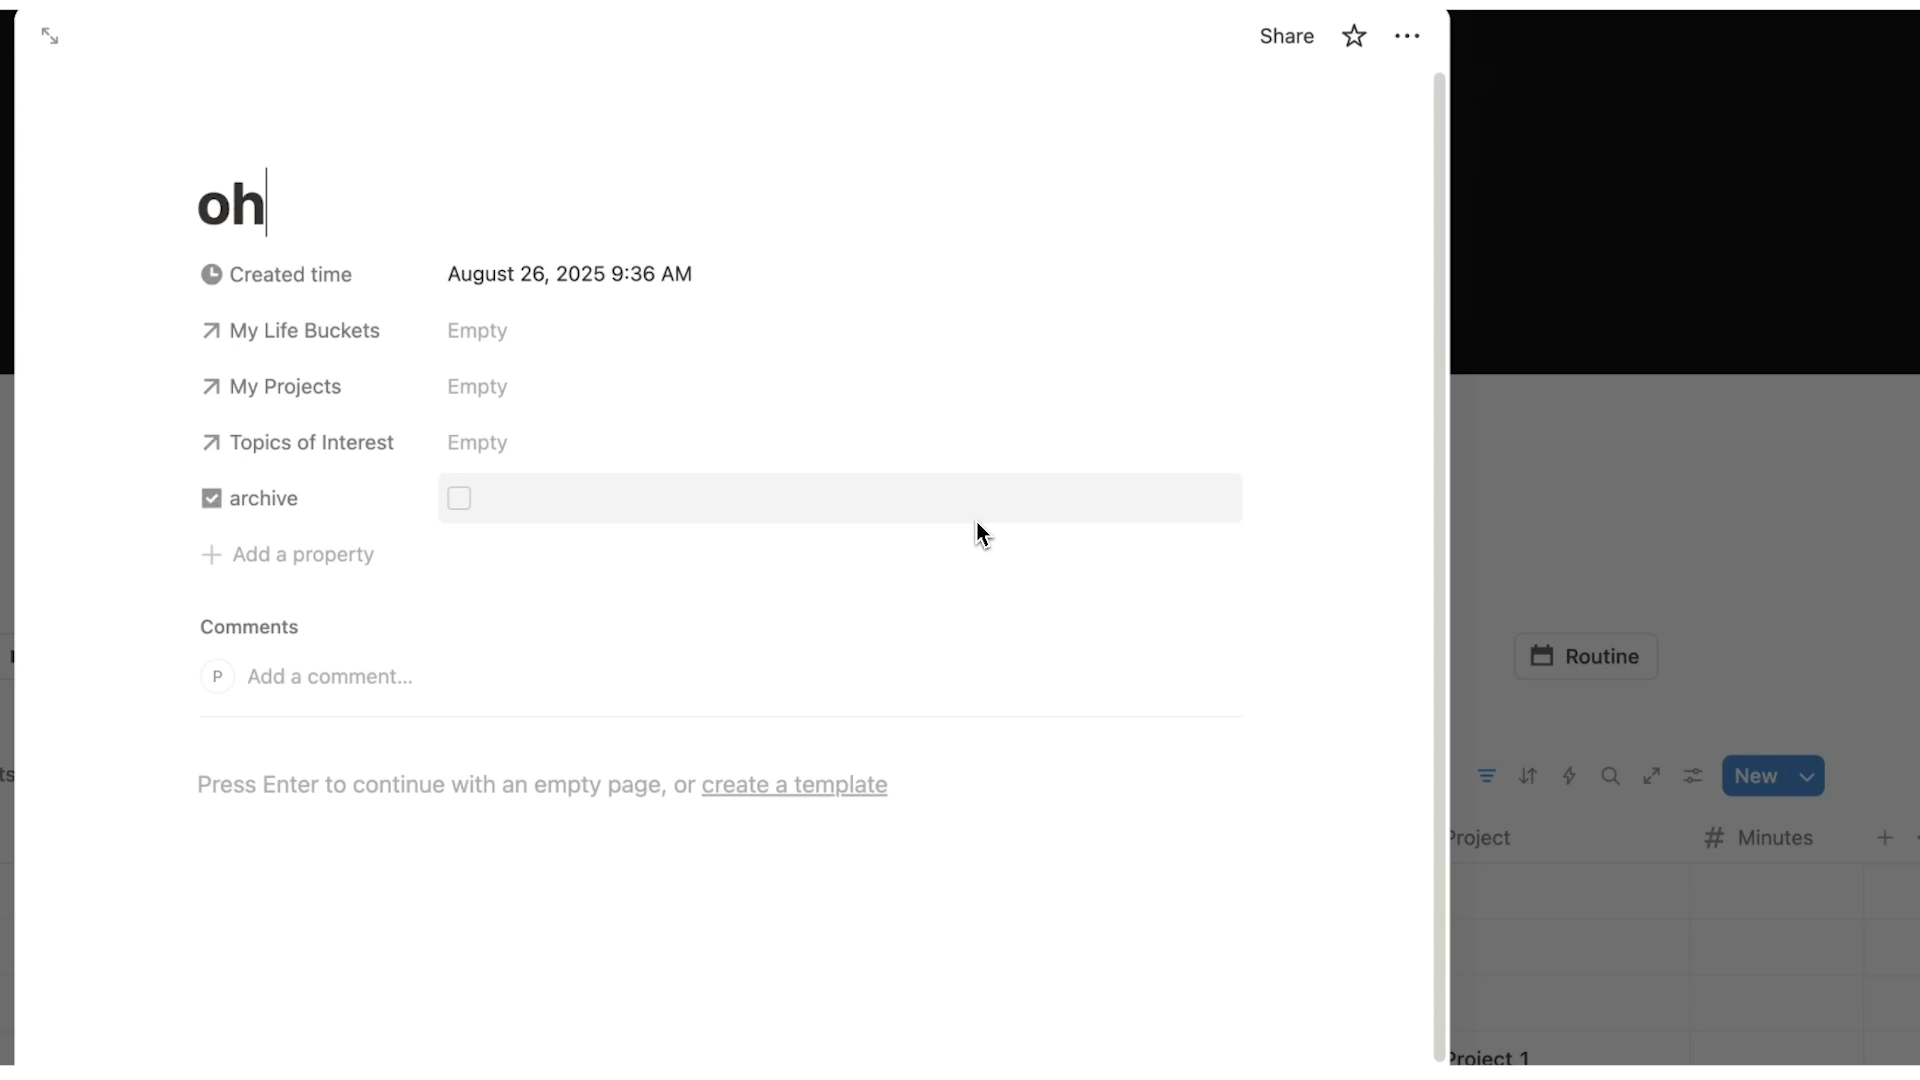 Share
oh
Created time August 26, 2025 9:36 AM
My Life Buckets Empty
My Projects Empty
Topics of Interest Empty
archive
Add a property
Comments
P Add a comment...
Routine
ts
New
Press Enter to continue with an empty page, or create a template
Project # Minutes
Project 1